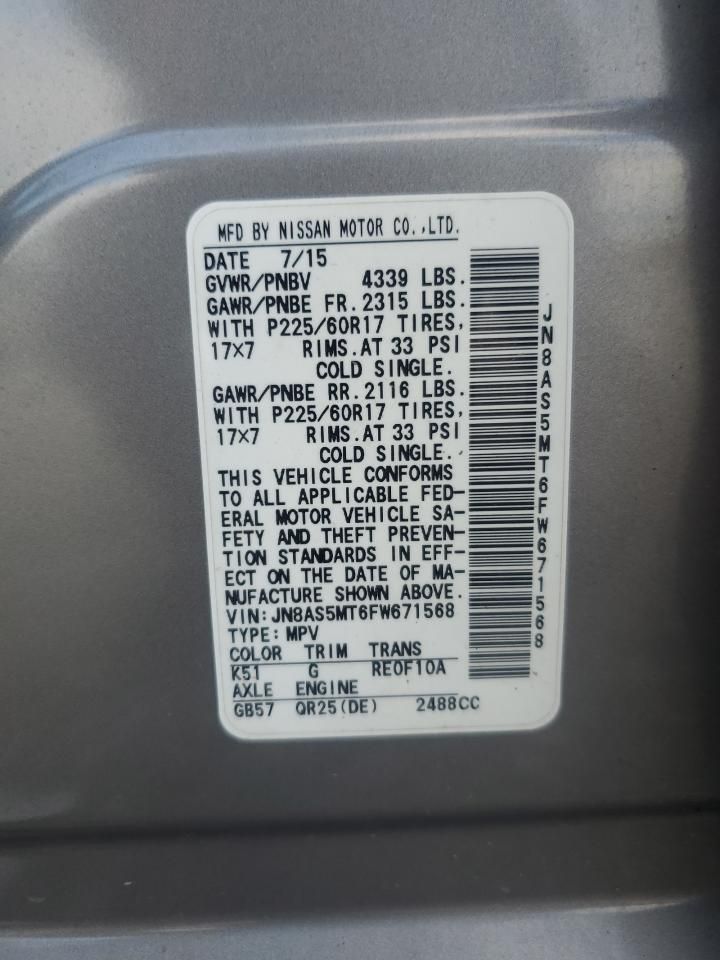 MFD BY NISSAN MOTOR CO.,LTD.
DATE 7/15
GVWR/PNBV 4339 LBS.
GAWR/PNBE FR.2315 LBS.
WITH P225/60R17 TIRES,
17×7 RIMS.AT 33 PSI
COLD SINGLE.
GAWR/PNBE RR.2116 LBS.
WITH P225/60R17 TIRES,
17×7 RIMS.AT 33 PSI
COLD SINGLE.
THIS VEHICLE CONFORMS
TO ALL APPLICABLE FED-
ERAL MOTOR VEHICLE SA-
FETY AND THEFT PREVEN-
TION STANDARDS IN EFF-
ECT ON THE DATE OF MA-
NUFACTURE SHOWN ABOVE.
VIN:JN8AS5MT6FW671568
TYPE:MPV
COLOR TRIM TRANS
K51 G RE0F10A
AXLE ENGINE
GB57 QR25(DE) 2488CC
JN8AS5MT6FW671568